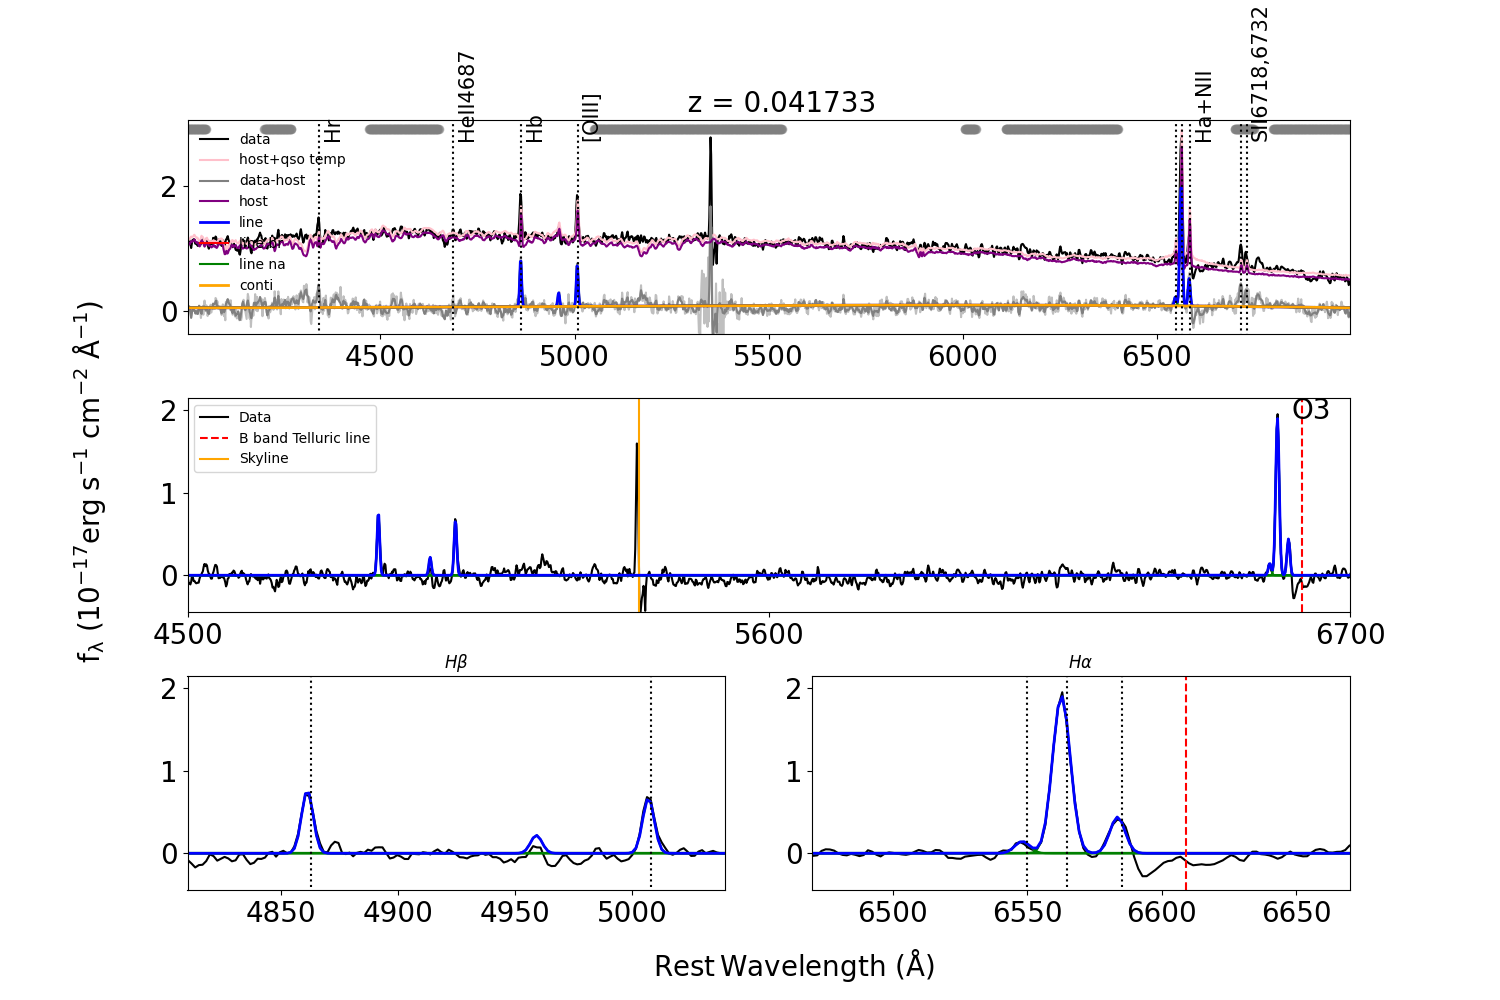 z = 0.041733
Hr
HeII4687
Hb
[OIII]
Ha+NII
SII6718,6732
data
host+qso temp
data-host
host
line
line na
conti
2
0
4500
5000
5500
6000
6500
f_λ (10^−17 erg s^−1 cm^−2 Å^−1)
Data
B band Telluric line
Skyline
O3
2
1
0
4500
5600
6700
Hβ
2
1
0
4850
4900
4950
5000
Hα
2
1
0
6500
6550
6600
6650
Rest Wavelength (Å)